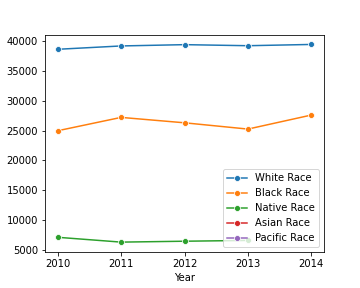 40000
35000
30000
25000
20000
15000
10000
5000
White Race
Black Race
Native Race
Asian Race
Pacific Race
2010 2011 2012 2013 2014
Year